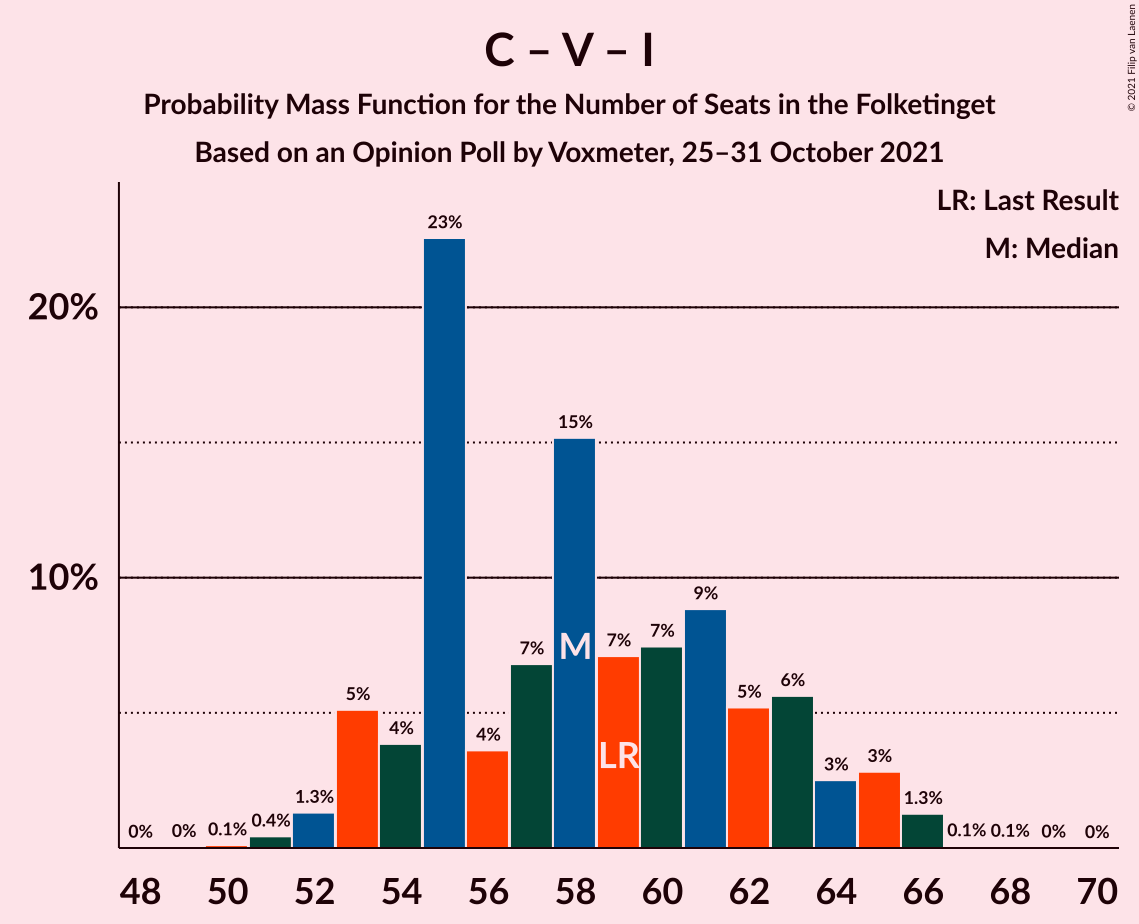 C – V – I
Probability Mass Function for the Number of Seats in the Folketinget
Based on an Opinion Poll by Voxmeter, 25–31 October 2021
© 2021 Filip van Laenen
LR: Last Result
M: Median
20%
10%
0% 0% 0.1% 0.4% 1.3% 5% 4% 23% 4% 7% 15% 7% 7% 9% 5% 6% 3% 3% 1.3% 0.1% 0.1% 0% 0%
M
LR
48 50 52 54 56 58 60 62 64 66 68 70